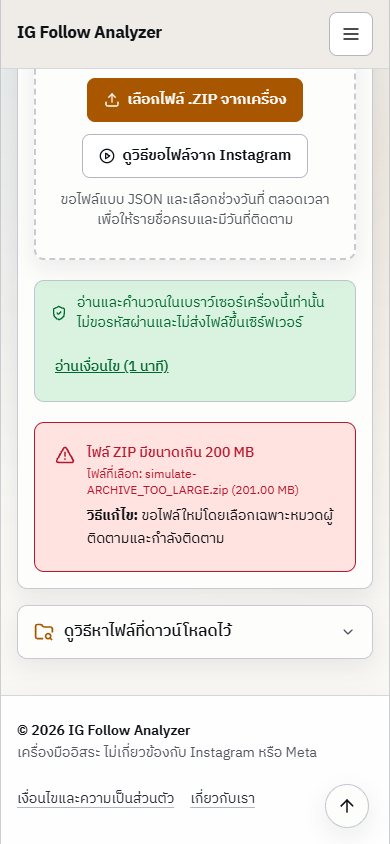 IG Follow Analyzer
เลือกไฟล์ .ZIP จากเครื่อง
ดูวิธีขอไฟล์จาก Instagram
ขอไฟล์แบบ JSON และเลือกช่วงวันที่ ตลอดเวลา
เพื่อให้รายชื่อครบและมีวันที่ติดตาม
อ่านและคำนวณในเบราว์เซอร์เครื่องนี้เท่านั้น
ไม่ขอรหัสผ่านและไม่ส่งไฟล์ขึ้นเซิร์ฟเวอร์
อ่านเงื่อนไข (1 นาที)
ไฟล์ ZIP มีขนาดเกิน 200 MB
ไฟล์ที่เลือก: simulate-
ARCHIVE_TOO_LARGE.zip (201.00 MB)
วิธีแก้ไข: ขอไฟล์ใหม่โดยเลือกเฉพาะหมวดผู้
ติดตามและกำลังติดตาม
ดูวิธีหาไฟล์ที่ดาวน์โหลดไว้
© 2026 IG Follow Analyzer
เครื่องมืออิสระ ไม่เกี่ยวข้องกับ Instagram หรือ Meta
เงื่อนไขและความเป็นส่วนตัว เกี่ยวกับเรา